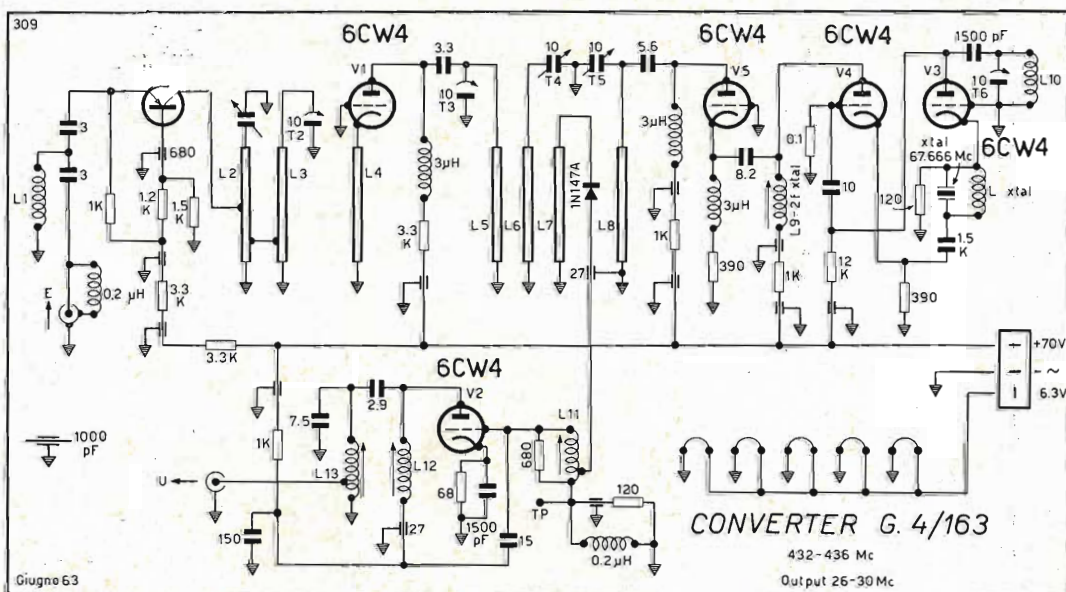 309
6CW4
6CW4
6CW4
1500 pF
3.3
10
T4
10
T5
5.6
V1
V5
V4
V3
10
T6
L10
10
T3
10
T2
3
3
680
3µH
3µH
0.1
6CW4
xtal
67.666 Mc
L1
1K
1.2
K
1.5
K
L2
L3
L4
1N147A
8.2
L9-2f xtal
10
120
L
xtal
L5
L6
L7
L8
3µH
3.3
K
1K
1.5
K
E
0,2 µH
3.3
K
27
390
1K
12
K
390
3.3K
+70V
- ~
6.3V
6CW4
V2
2.9
7.5
L11
1000
pF
1K
L13
L12
680
U
68
TP
120
1500
pF
27
15
150
0.2µH
CONVERTER G. 4/163
432-436 Mc
Output 26-30 Mc
Giugno 63